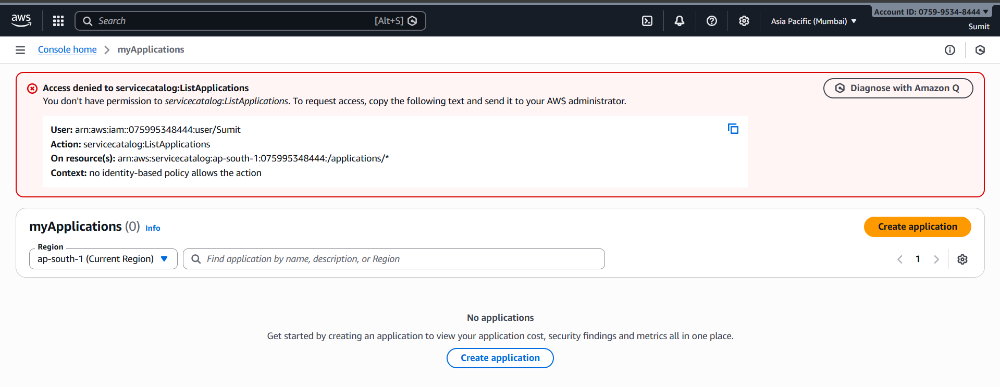 aws
Search
[Alt+S]
Asia Pacific (Mumbai)
Account ID: 0759-9534-8444
Sumit
Console home
myApplications
Access denied to servicecatalog:ListApplications
Diagnose with Amazon Q
You don't have permission to servicecatalog:ListApplications. To request access, copy the following text and send it to your AWS administrator.
User: arn:aws:iam::075995348444:user/Sumit
Action: servicecatalog:ListApplications
On resource(s): arn:aws:servicecatalog:ap-south-1:075995348444:/applications/*
Context: no identity-based policy allows the action
myApplications (0) Info
Create application
Region
ap-south-1 (Current Region)
Find application by name, description, or Region
1
No applications
Get started by creating an application to view your application cost, security findings and metrics all in one place.
Create application